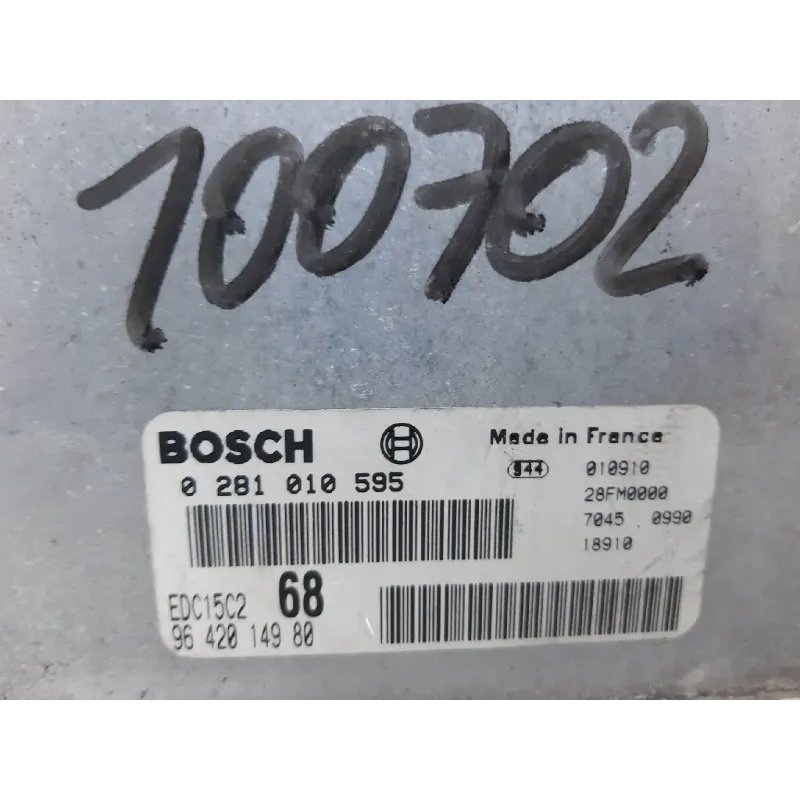 100702
BOSCH Made in France
0 281 010 595 944 010910
28FM0000
7045 0990
18910
EDC15C2 68
96 420 149 80